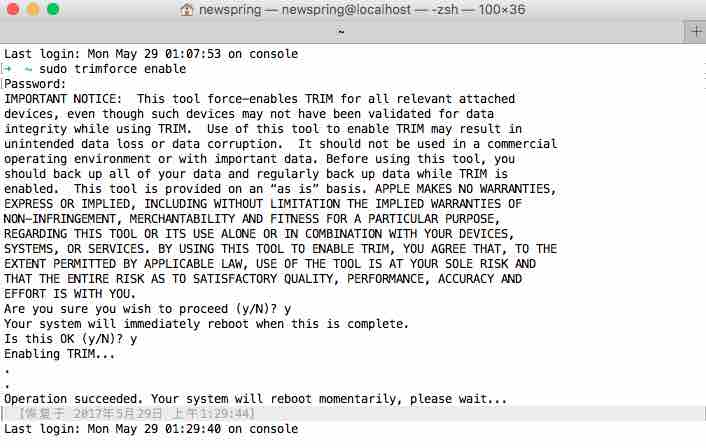 newspring — newspring@localhost — -zsh — 100×36
~
Last login: Mon May 29 01:07:53 on console
➜ ~ sudo trimforce enable
Password:
IMPORTANT NOTICE:  This tool force-enables TRIM for all relevant attached
devices, even though such devices may not have been validated for data
integrity while using TRIM.  Use of this tool to enable TRIM may result in
unintended data loss or data corruption.  It should not be used in a commercial
operating environment or with important data. Before using this tool, you
should back up all of your data and regularly back up data while TRIM is
enabled.  This tool is provided on an “as is” basis. APPLE MAKES NO WARRANTIES,
EXPRESS OR IMPLIED, INCLUDING WITHOUT LIMITATION THE IMPLIED WARRANTIES OF
NON-INFRINGEMENT, MERCHANTABILITY AND FITNESS FOR A PARTICULAR PURPOSE,
REGARDING THIS TOOL OR ITS USE ALONE OR IN COMBINATION WITH YOUR DEVICES,
SYSTEMS, OR SERVICES. BY USING THIS TOOL TO ENABLE TRIM, YOU AGREE THAT, TO THE
EXTENT PERMITTED BY APPLICABLE LAW, USE OF THE TOOL IS AT YOUR SOLE RISK AND
THAT THE ENTIRE RISK AS TO SATISFACTORY QUALITY, PERFORMANCE, ACCURACY AND
EFFORT IS WITH YOU.
Are you sure you wish to proceed (y/N)? y
Your system will immediately reboot when this is complete.
Is this OK (y/N)? y
Enabling TRIM...
.
.
Operation succeeded. Your system will reboot momentarily, please wait...
[恢复于 2017年5月29日 上午1:29:44]
Last login: Mon May 29 01:29:40 on console